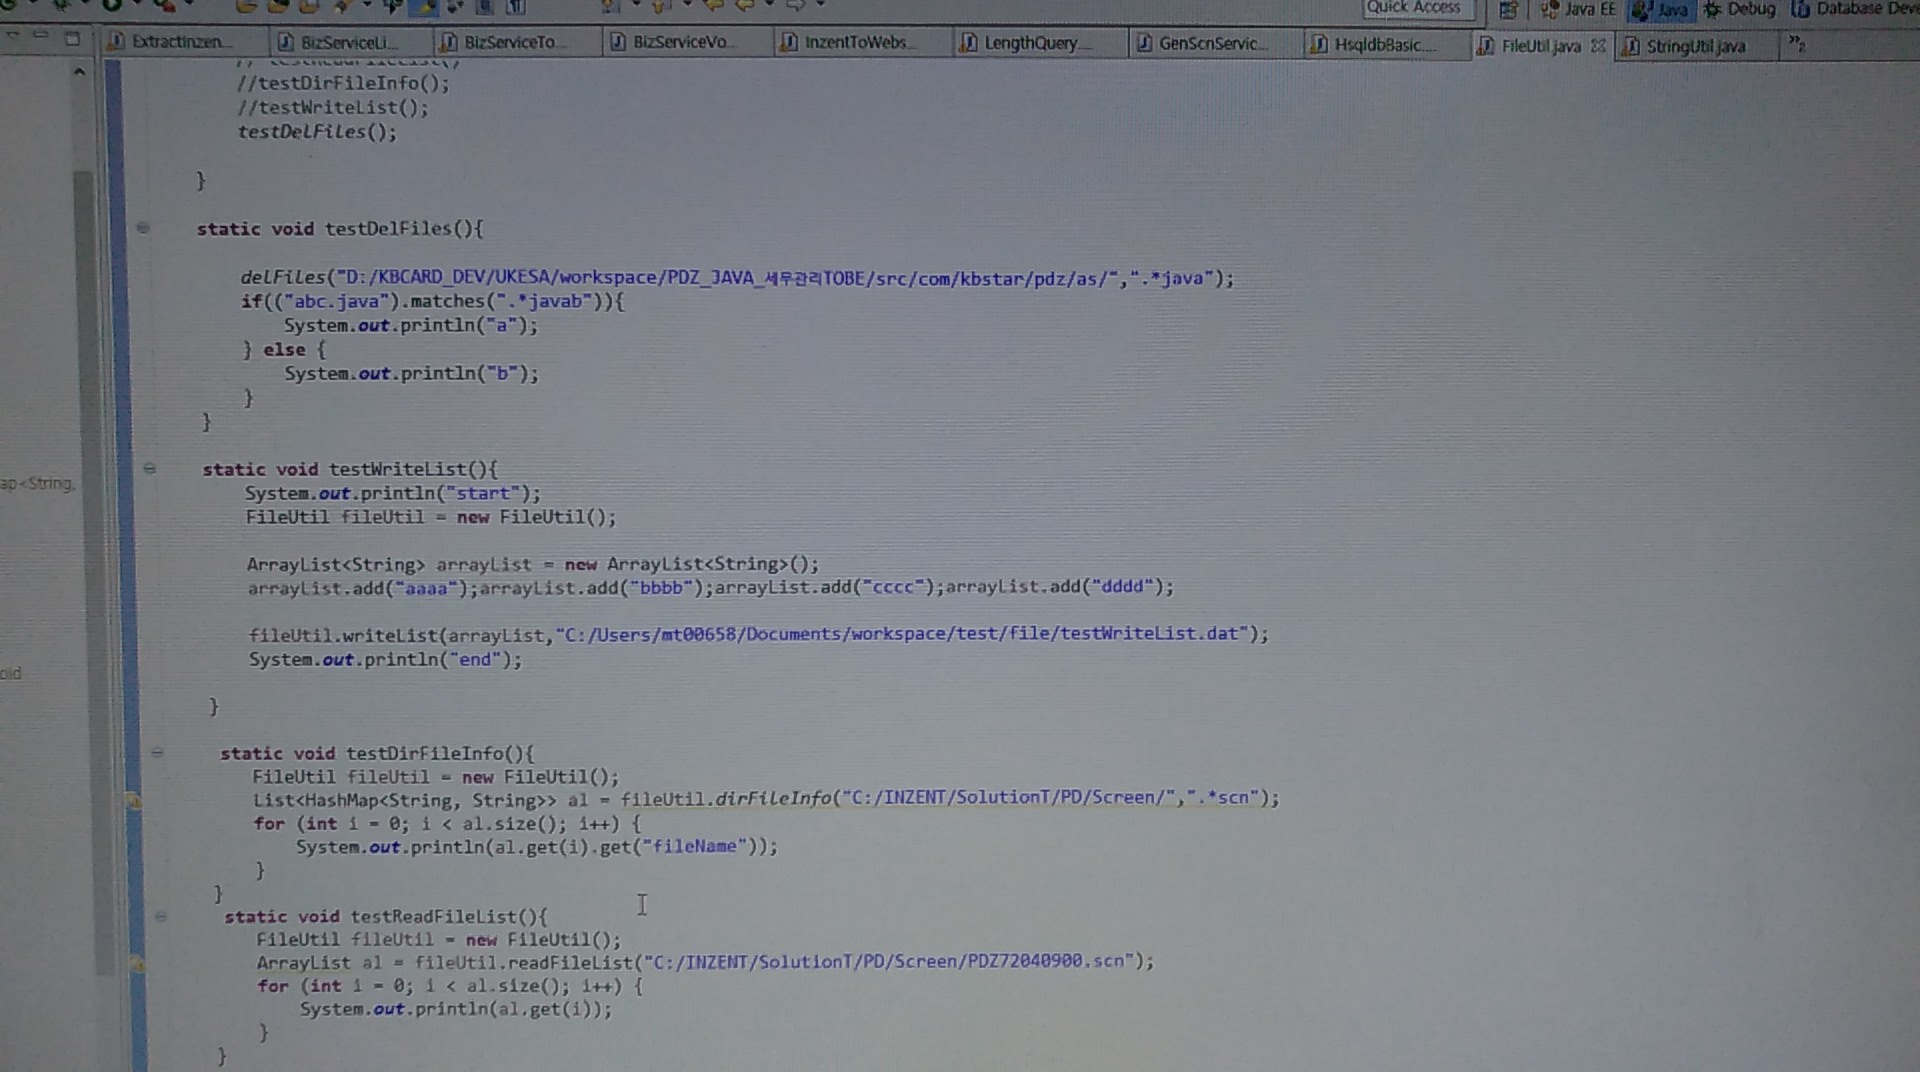 Quick Access
Java EE
Java
Debug
Database Deve
Extractinzen...
BizServiceLi...
BizServiceTo...
BizServiceVo...
InzentToWebs...
LengthQuery....
GenScnServic...
HsqldbBasic....
FileUtil.java
StringUtil.java
»2
//testDirFileInfo();
//testWriteList();
testDelFiles();
}
static void testDelFiles(){
delFiles("D:/KBCARD_DEV/UKESA/workspace/PDZ_JAVA_세무관리TOBE/src/com/kbstar/pdz/as/",".*java");
if(("abc.java").matches(".*javab")){
System.out.println("a");
} else {
System.out.println("b");
}
}
static void testWriteList(){
ap<String,
System.out.println("start");
FileUtil fileUtil = new FileUtil();
ArrayList<String> arrayList = new ArrayList<String>();
arrayList.add("aaaa");arrayList.add("bbbb");arrayList.add("cccc");arrayList.add("dddd");
fileUtil.writeList(arrayList,"C:/Users/mt00658/Documents/workspace/test/file/testWriteList.dat");
System.out.println("end");
oid
}
static void testDirFileInfo(){
FileUtil fileUtil = new FileUtil();
List<HashMap<String, String>> al = fileUtil.dirFileInfo("C:/INZENT/SolutionT/PD/Screen/",".*scn");
for (int i = 0; i < al.size(); i++) {
System.out.println(al.get(i).get("fileName"));
}
}
static void testReadFileList(){
FileUtil fileUtil = new FileUtil();
ArrayList al = fileUtil.readFileList("C:/INZENT/SolutionT/PD/Screen/PDZ72040900.scn");
for (int i = 0; i < al.size(); i++) {
System.out.println(al.get(i));
}
}